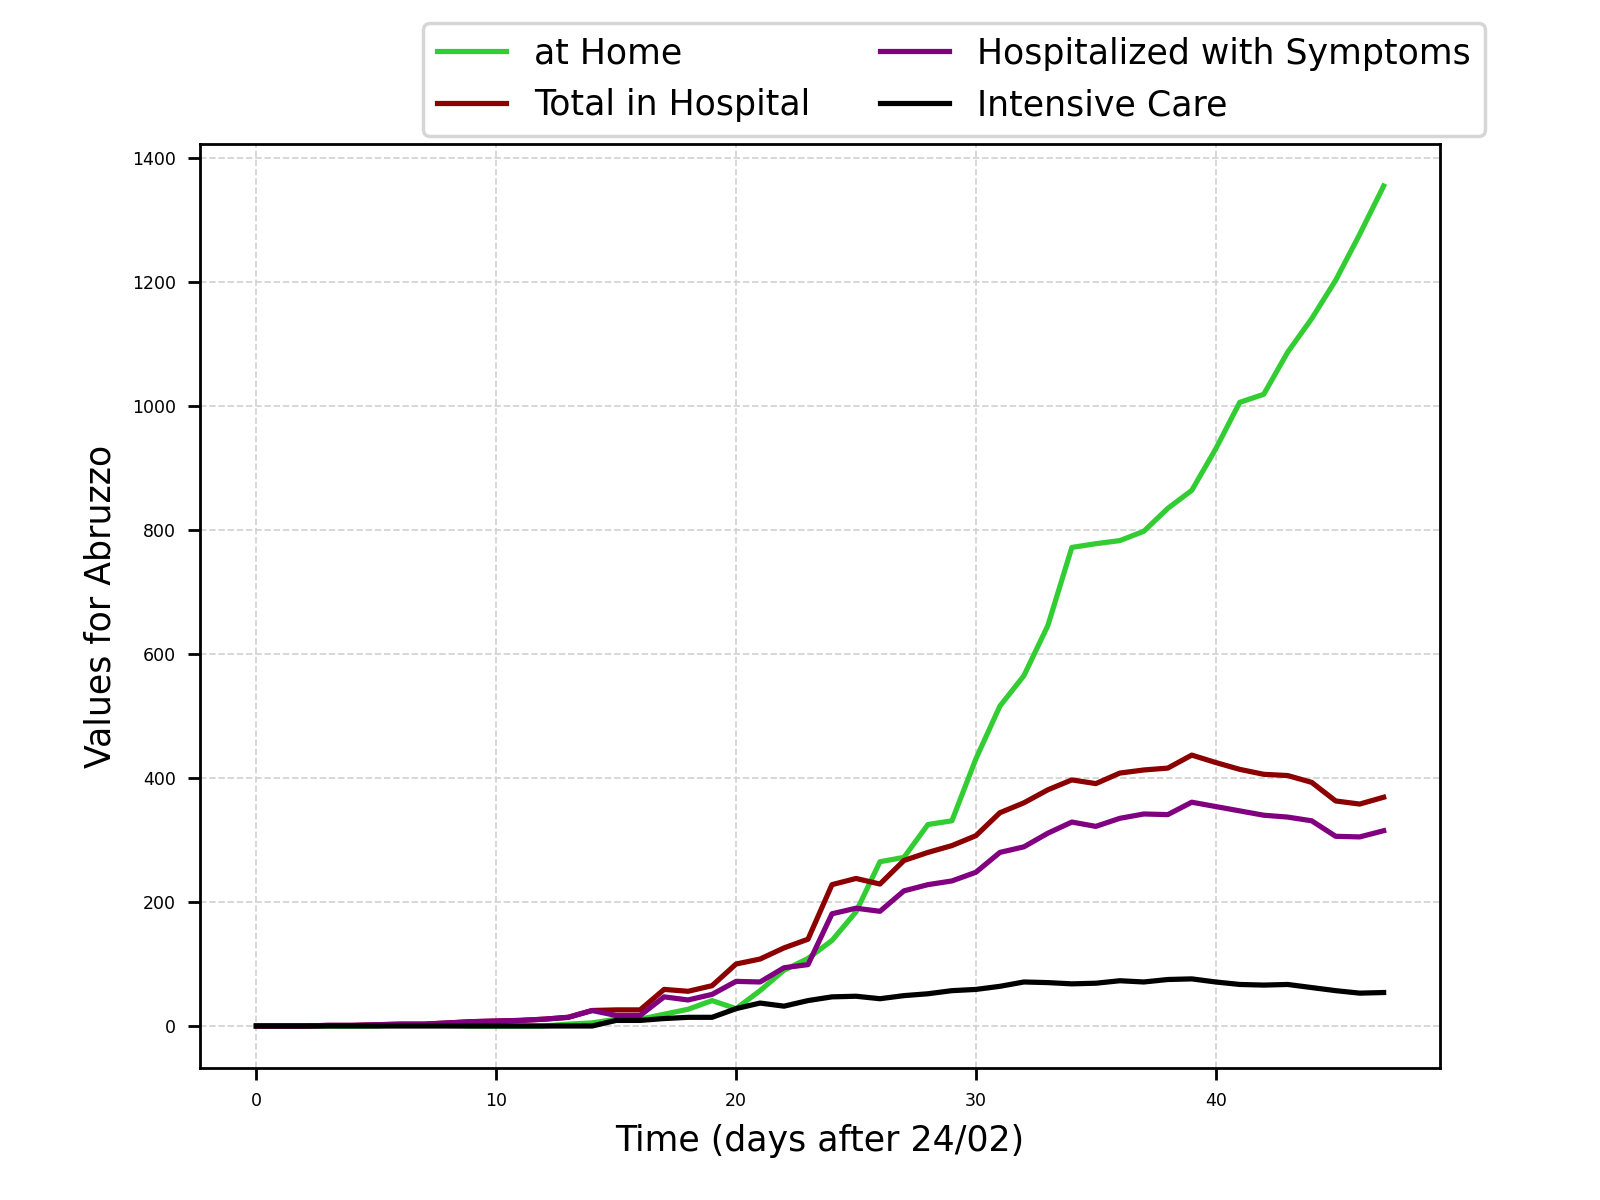 at Home
Total in Hospital
Hospitalized with Symptoms
Intensive Care
1400
1200
1000
800
600
400
200
0
Values for Abruzzo
0 10 20 30 40
Time (days after 24/02)